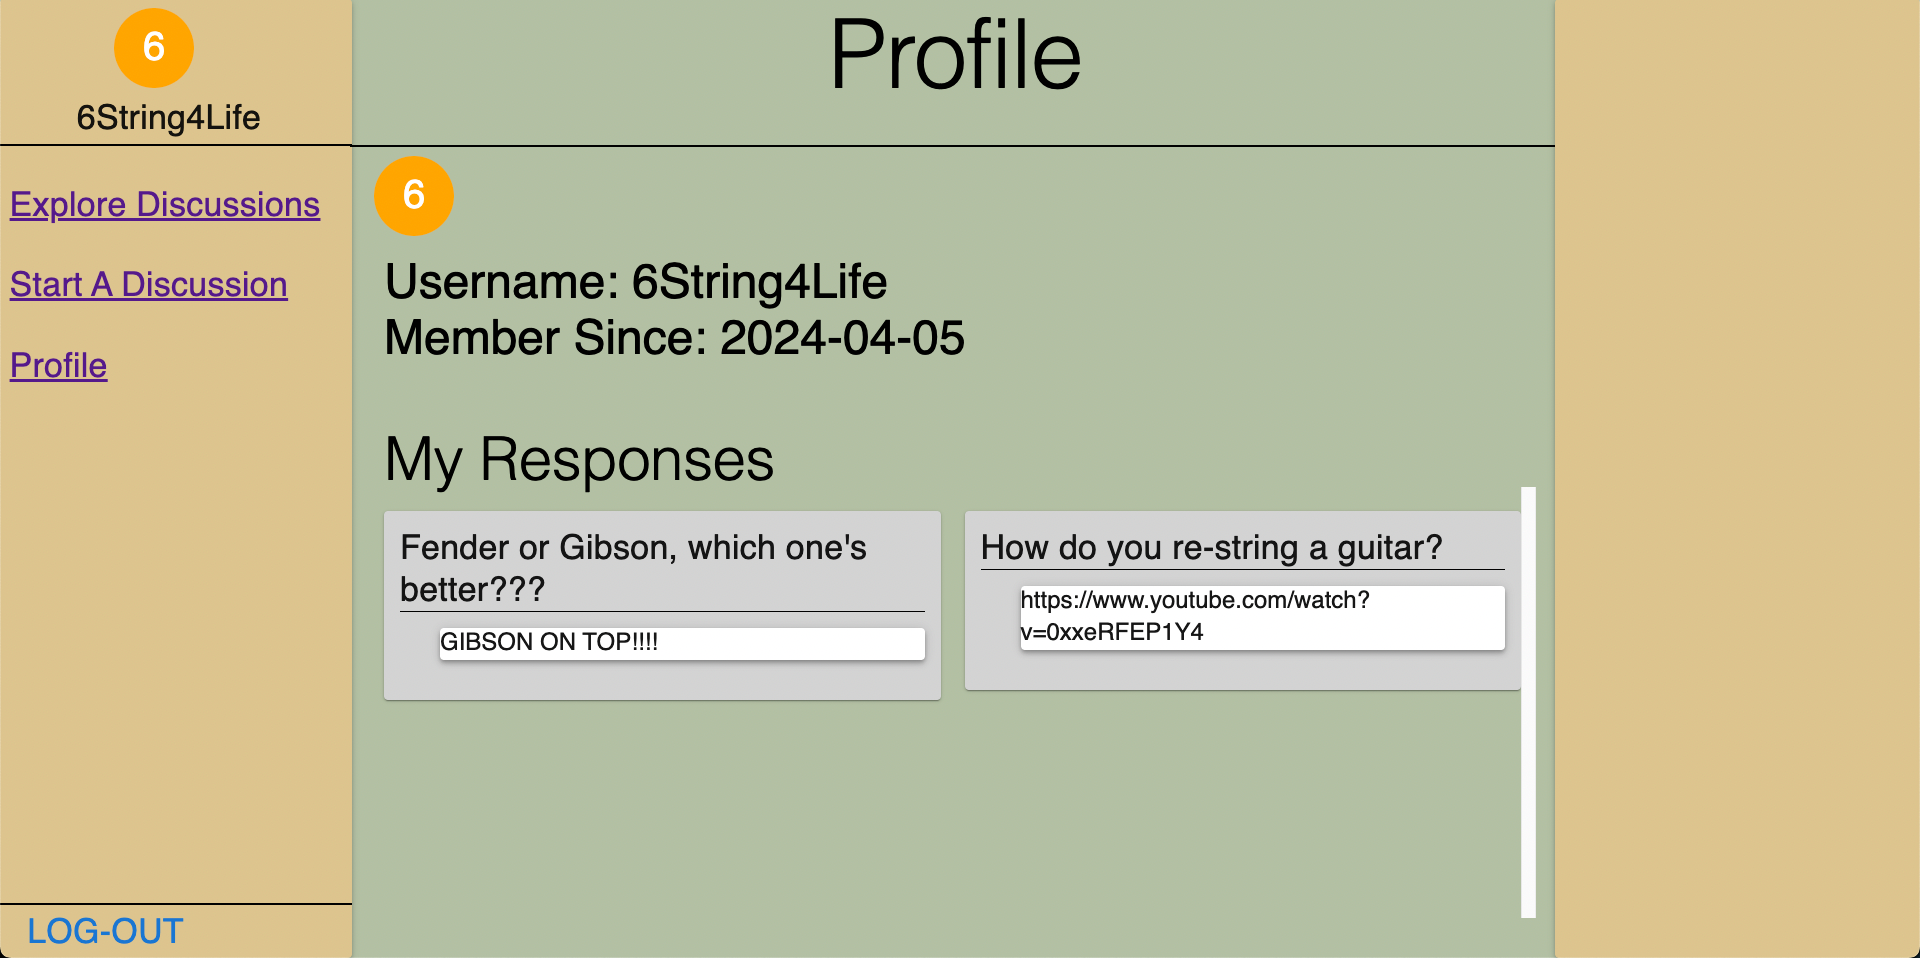 6
6String4Life
Explore Discussions
Start A Discussion
Profile
LOG-OUT
Profile
6
Username: 6String4Life
Member Since: 2024-04-05
My Responses
Fender or Gibson, which one's
better???
GIBSON ON TOP!!!!
How do you re-string a guitar?
https://www.youtube.com/watch?
v=0xxeRFEP1Y4